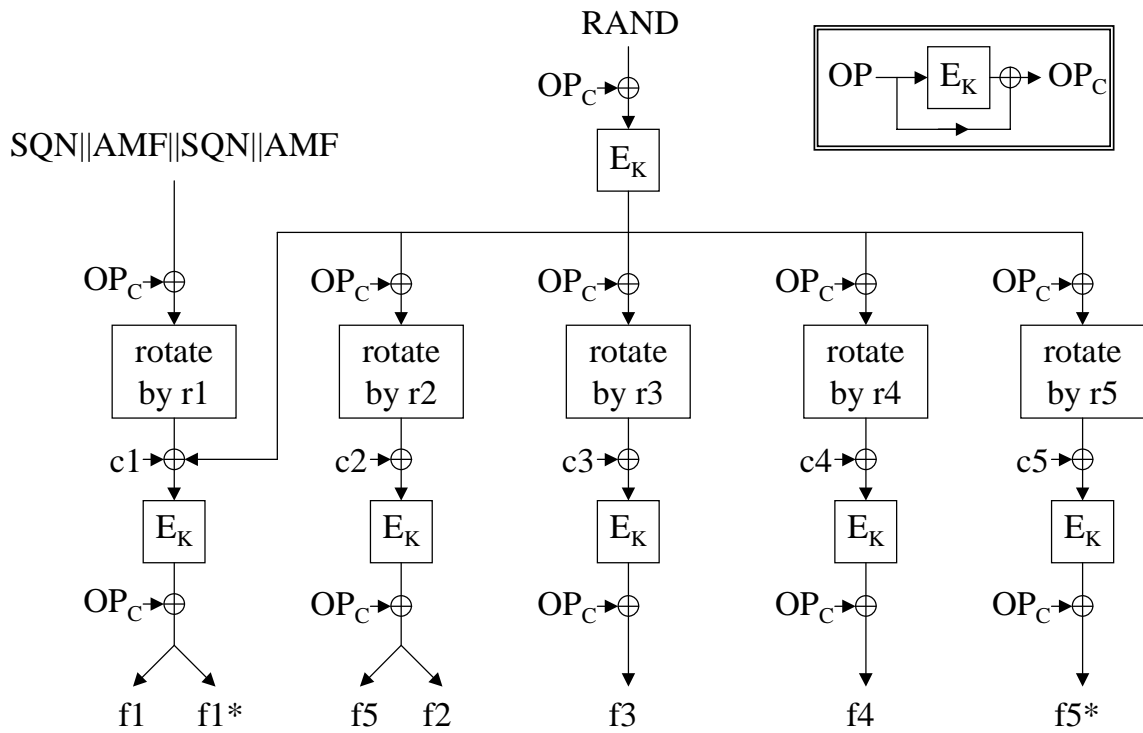 RAND
OP E_K OP_C
OP_C
E_K
SQN||AMF||SQN||AMF
OP_C OP_C OP_C OP_C OP_C
rotate by r1
rotate by r2
rotate by r3
rotate by r4
rotate by r5
c1 c2 c3 c4 c5
E_K E_K E_K E_K E_K
OP_C OP_C OP_C OP_C OP_C
f1 f1* f5 f2 f3 f4 f5*